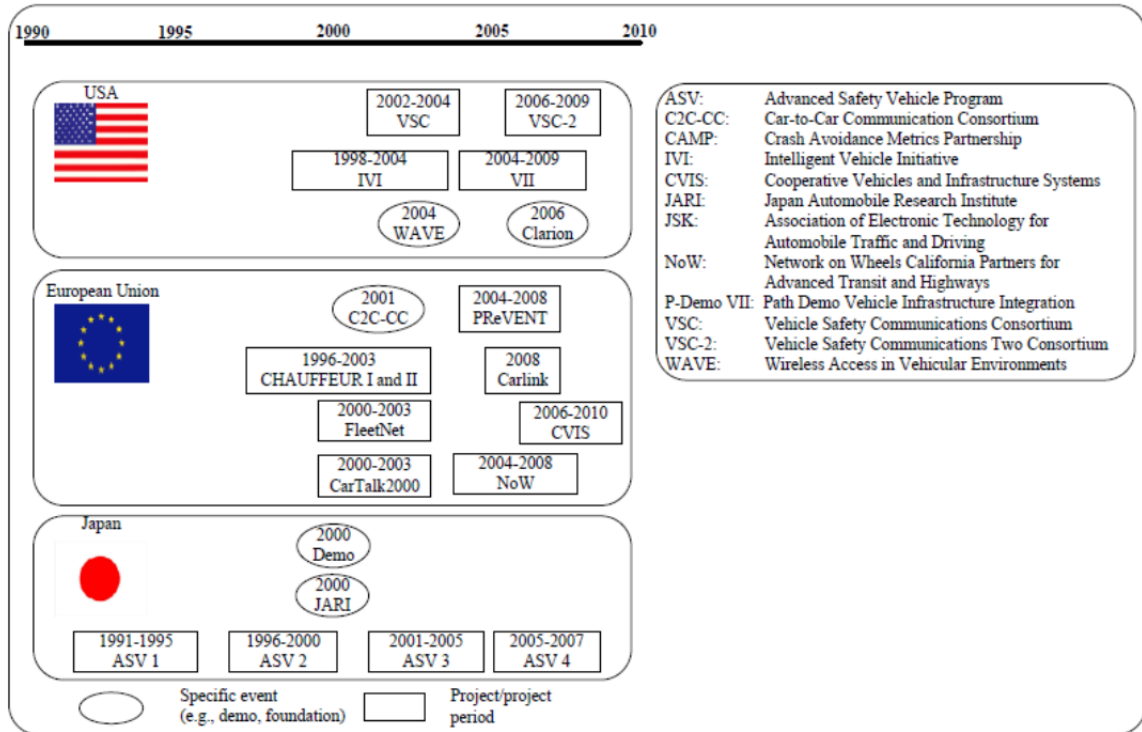 1990 1995 2000 2005 2010
USA
2002-2004
VSC
2006-2009
VSC-2
1998-2004
IVI
2004-2009
VII
2004
WAVE
2006
Clarion
European Union
2001
C2C-CC
2004-2008
PReVENT
1996-2003
CHAUFFEUR I and II
2008
Carlink
2000-2003
FleetNet
2006-2010
CVIS
2000-2003
CarTalk2000
2004-2008
NoW
Japan
2000
Demo
2000
JARI
1991-1995
ASV 1
1996-2000
ASV 2
2001-2005
ASV 3
2005-2007
ASV 4
Specific event
(e.g., demo, foundation)
Project/project
period
ASV: Advanced Safety Vehicle Program
C2C-CC: Car-to-Car Communication Consortium
CAMP: Crash Avoidance Metrics Partnership
IVI: Intelligent Vehicle Initiative
CVIS: Cooperative Vehicles and Infrastructure Systems
JARI: Japan Automobile Research Institute
JSK: Association of Electronic Technology for
Automobile Traffic and Driving
NoW: Network on Wheels California Partners for
Advanced Transit and Highways
P-Demo VII: Path Demo Vehicle Infrastructure Integration
VSC: Vehicle Safety Communications Consortium
VSC-2: Vehicle Safety Communications Two Consortium
WAVE: Wireless Access in Vehicular Environments